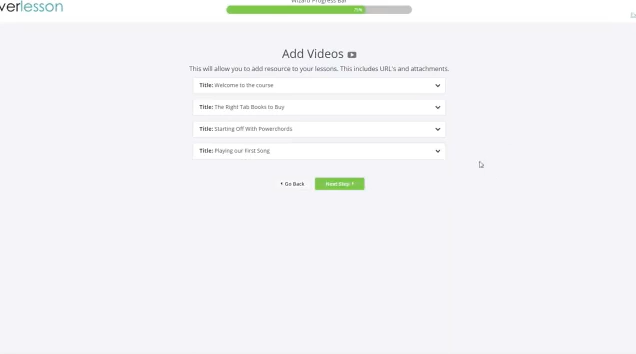 verlesson
Wizard Progress Bar
75%
Add Videos
This will allow you to add resource to your lessons. This includes URL's and attachments.
Title: Welcome to the course
Title: The Right Tab Books to Buy
Title: Starting Off With Powerchords
Title: Playing our First Song
Go Back
Next Step